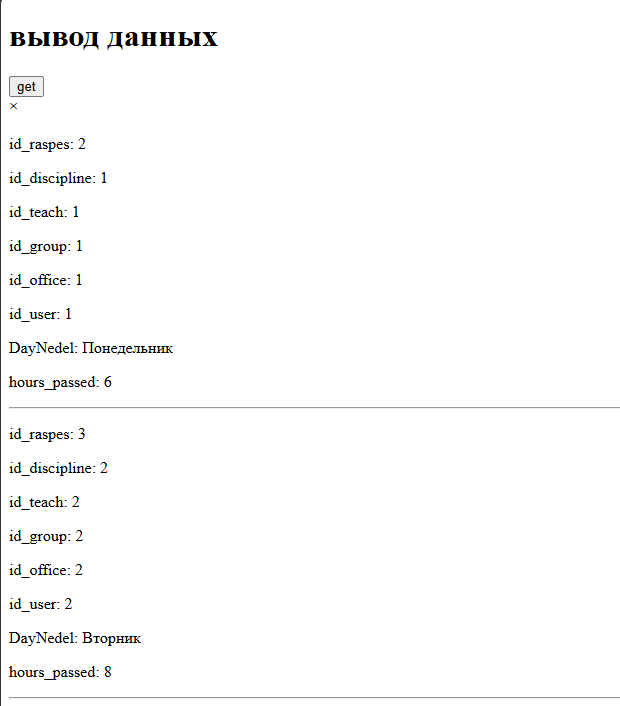 вывод данных
get
×
id_raspes: 2
id_discipline: 1
id_teach: 1
id_group: 1
id_office: 1
id_user: 1
DayNedel: Понедельник
hours_passed: 6
id_raspes: 3
id_discipline: 2
id_teach: 2
id_group: 2
id_office: 2
id_user: 2
DayNedel: Вторник
hours_passed: 8